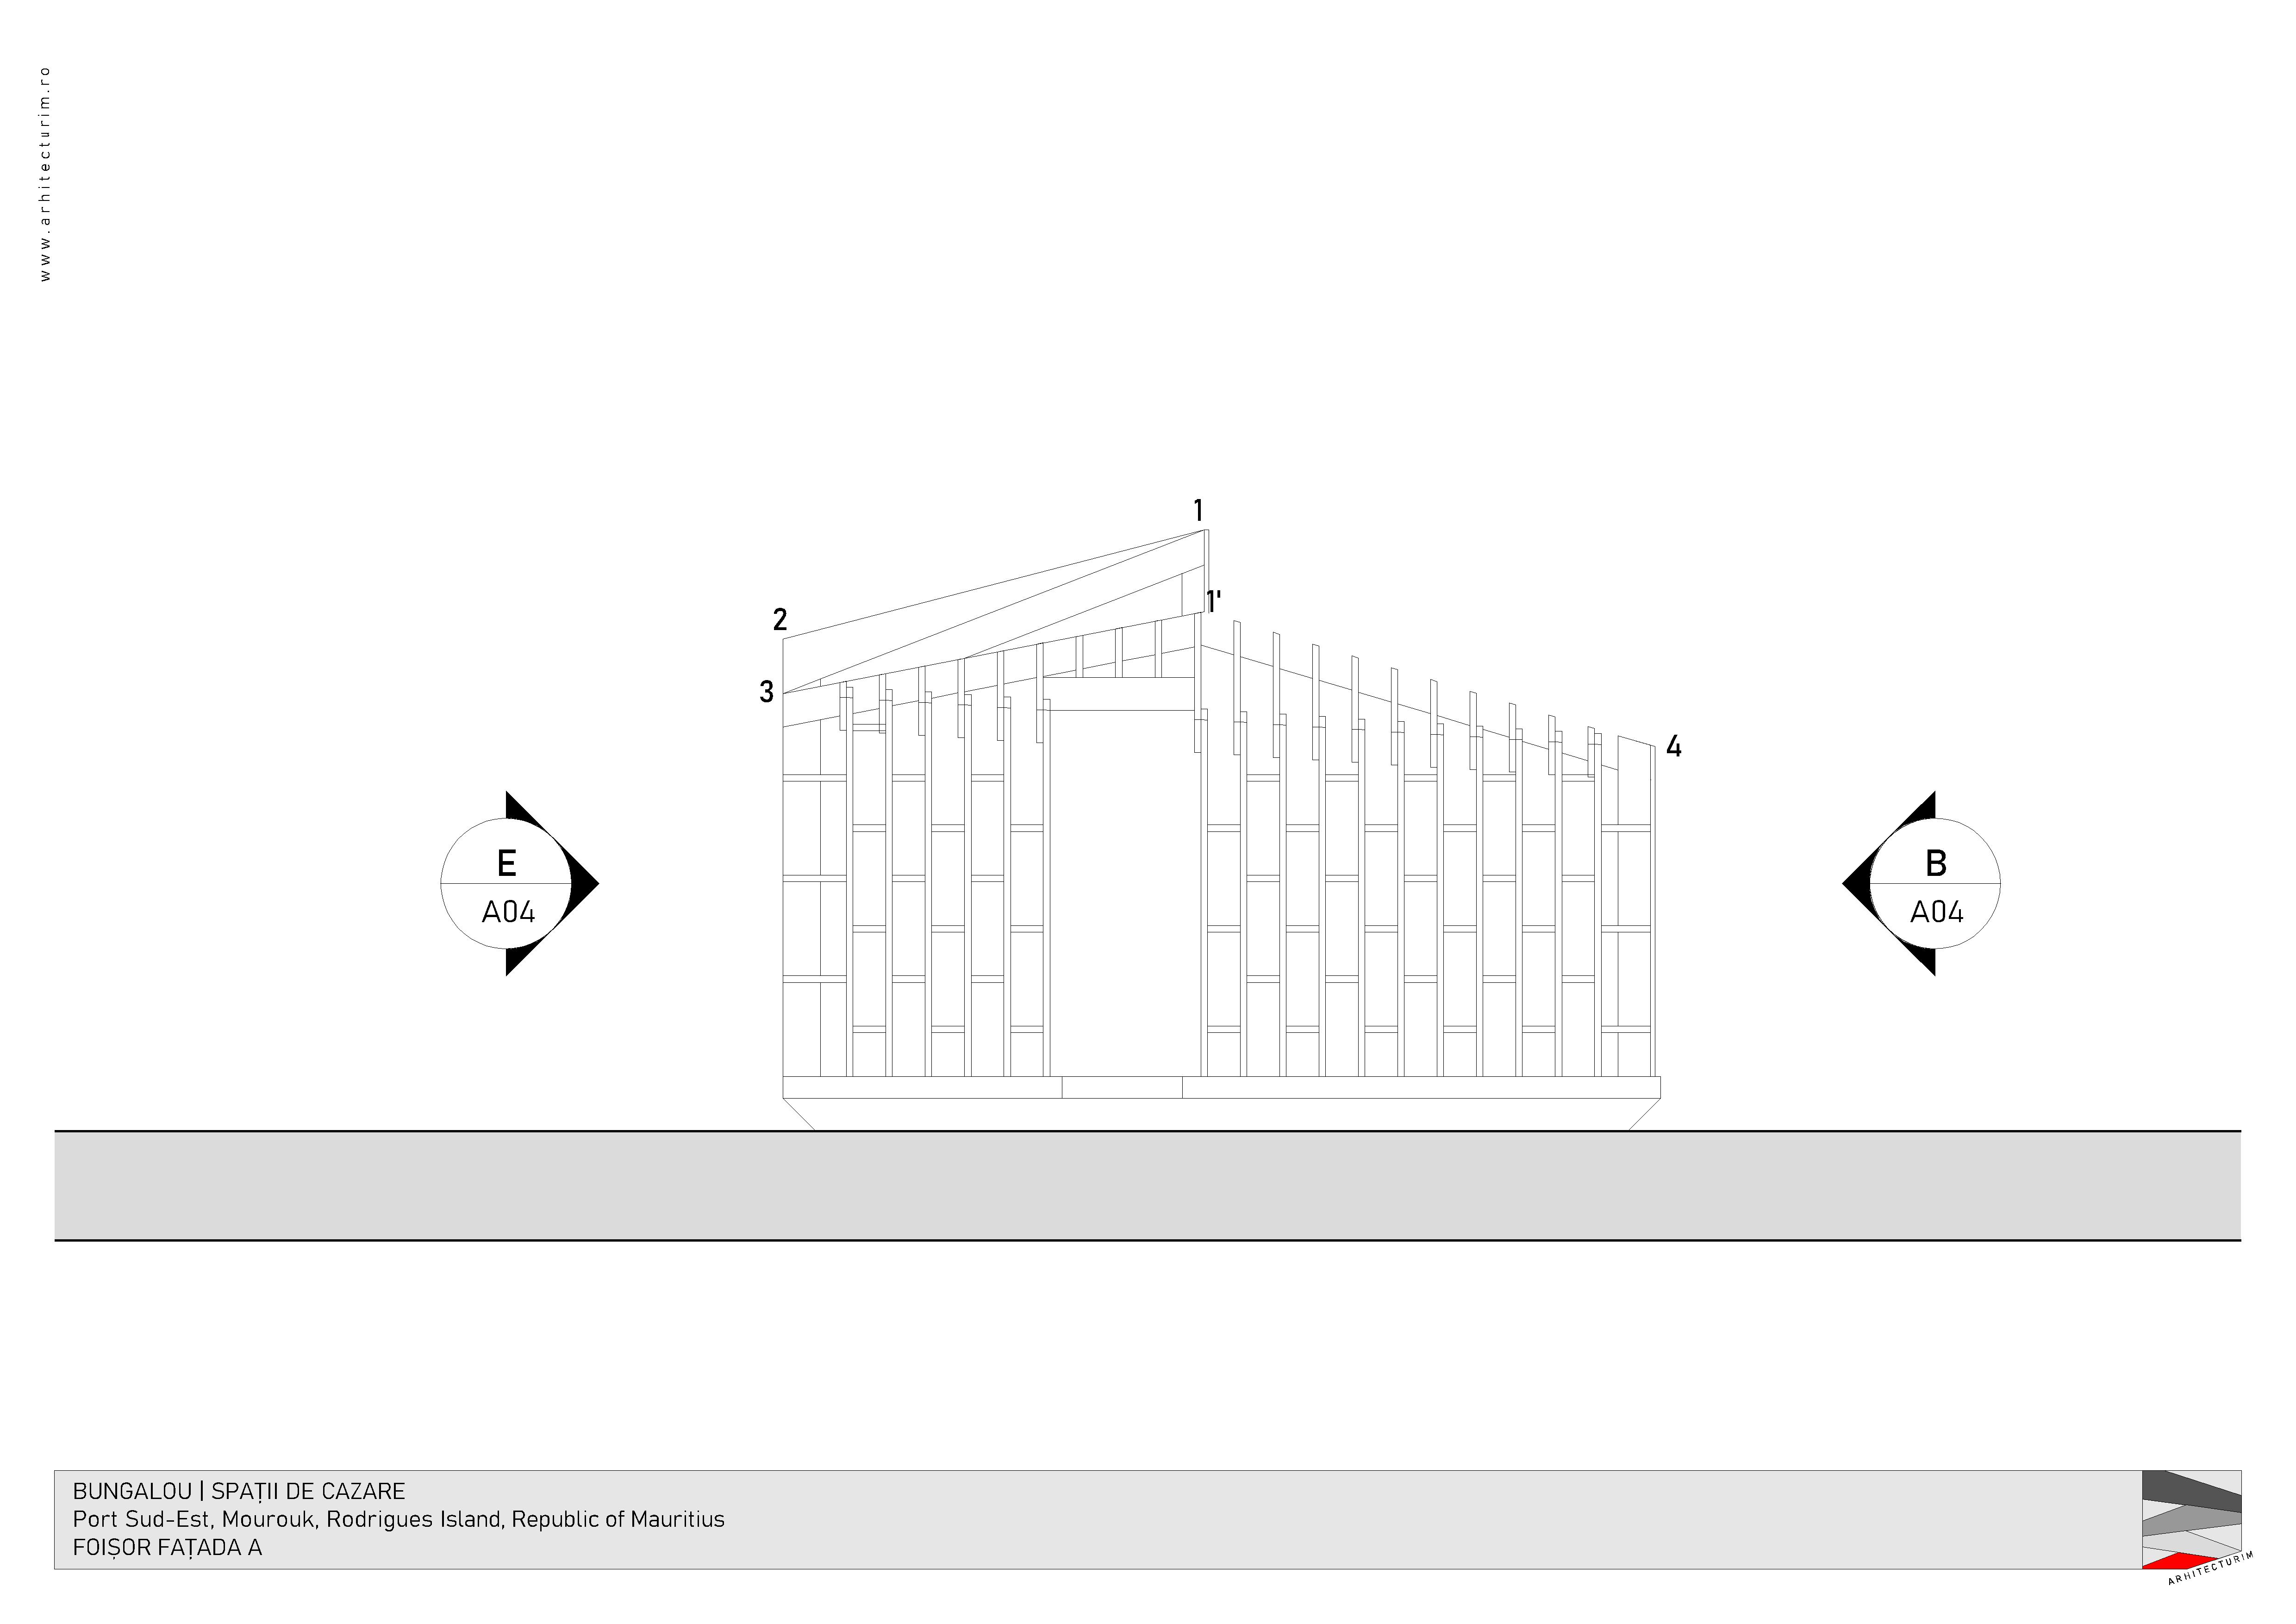 www.arhitecturim.ro
1
1'
2
3
4
E
A04
B
A04
BUNGALOU | SPAȚII DE CAZARE
Port Sud-Est, Mourouk, Rodrigues Island, Republic of Mauritius
FOIȘOR FAȚADA A
ARHITECTURIM